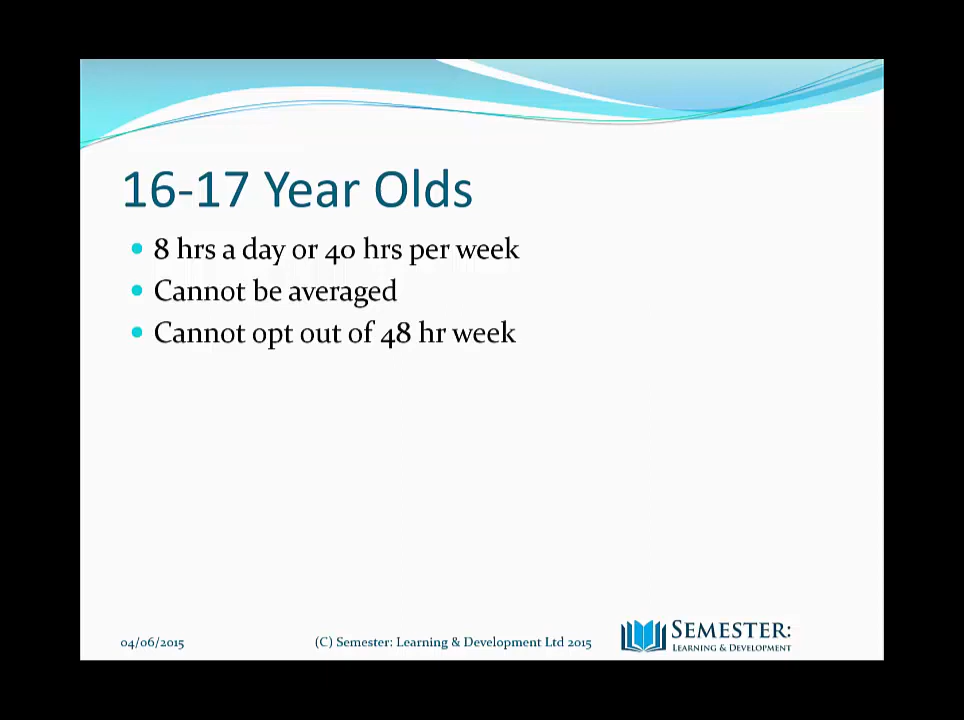 16-17 Year Olds
8 hrs a day or 40 hrs per week
Cannot be averaged
Cannot opt out of 48 hr week
04/06/2015
(C) Semester: Learning & Development Ltd 2015
SEMESTER:
LEARNING & DEVELOPMENT